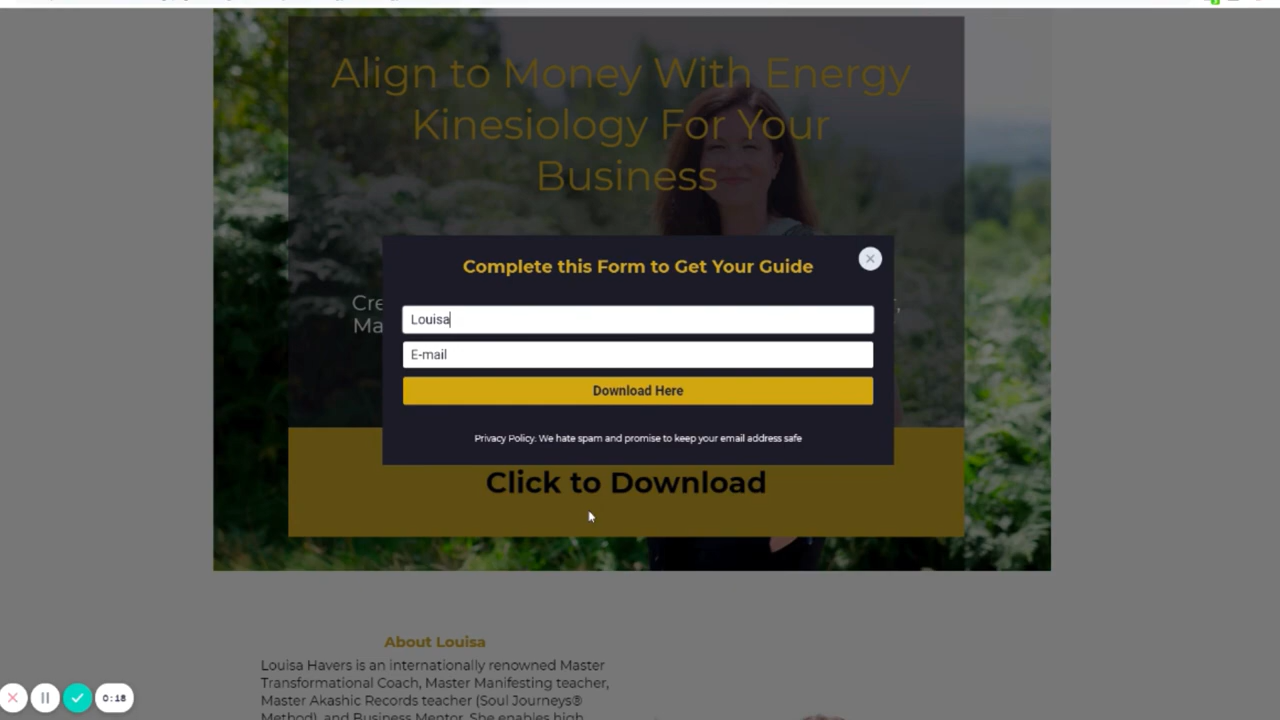 Align to Money With Energy
Kinesiology For Your
Business
Cre
Ma
Complete this Form to Get Your Guide
Louisa
E-mail
Download Here
Privacy Policy. We hate spam and promise to keep your email address safe
Click to Download
About Louisa
Louisa Havers is an internationally renowned Master
Transformational Coach, Master Manifesting teacher,
Master Akashic Records teacher (Soul Journeys®
Method), and Business Mentor. She enables high
0:18